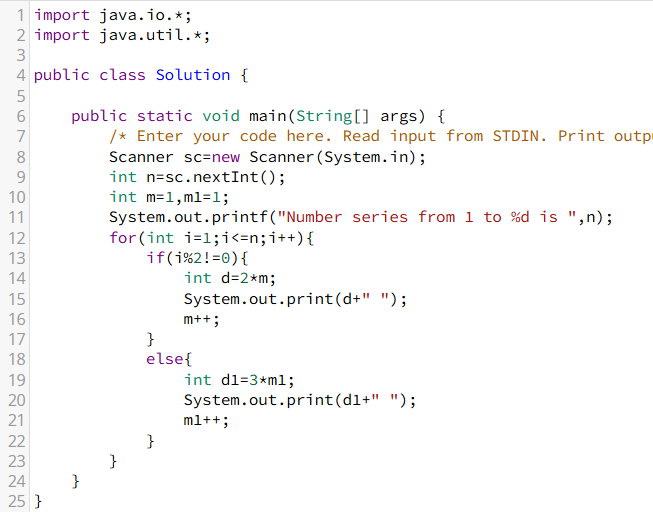 1 import java.io.*;
2 import java.util.*;
3
4 public class Solution {
5
6     public static void main(String[] args) {
7         /* Enter your code here. Read input from STDIN. Print outpu
8         Scanner sc=new Scanner(System.in);
9         int n=sc.nextInt();
10         int m=1,m1=1;
11         System.out.printf("Number series from 1 to %d is ",n);
12         for(int i=1;i<=n;i++){
13             if(i%2!=0){
14                 int d=2*m;
15                 System.out.print(d+" ");
16                 m++;
17             }
18             else{
19                 int d1=3*m1;
20                 System.out.print(d1+" ");
21                 m1++;
22             }
23         }
24     }
25 }